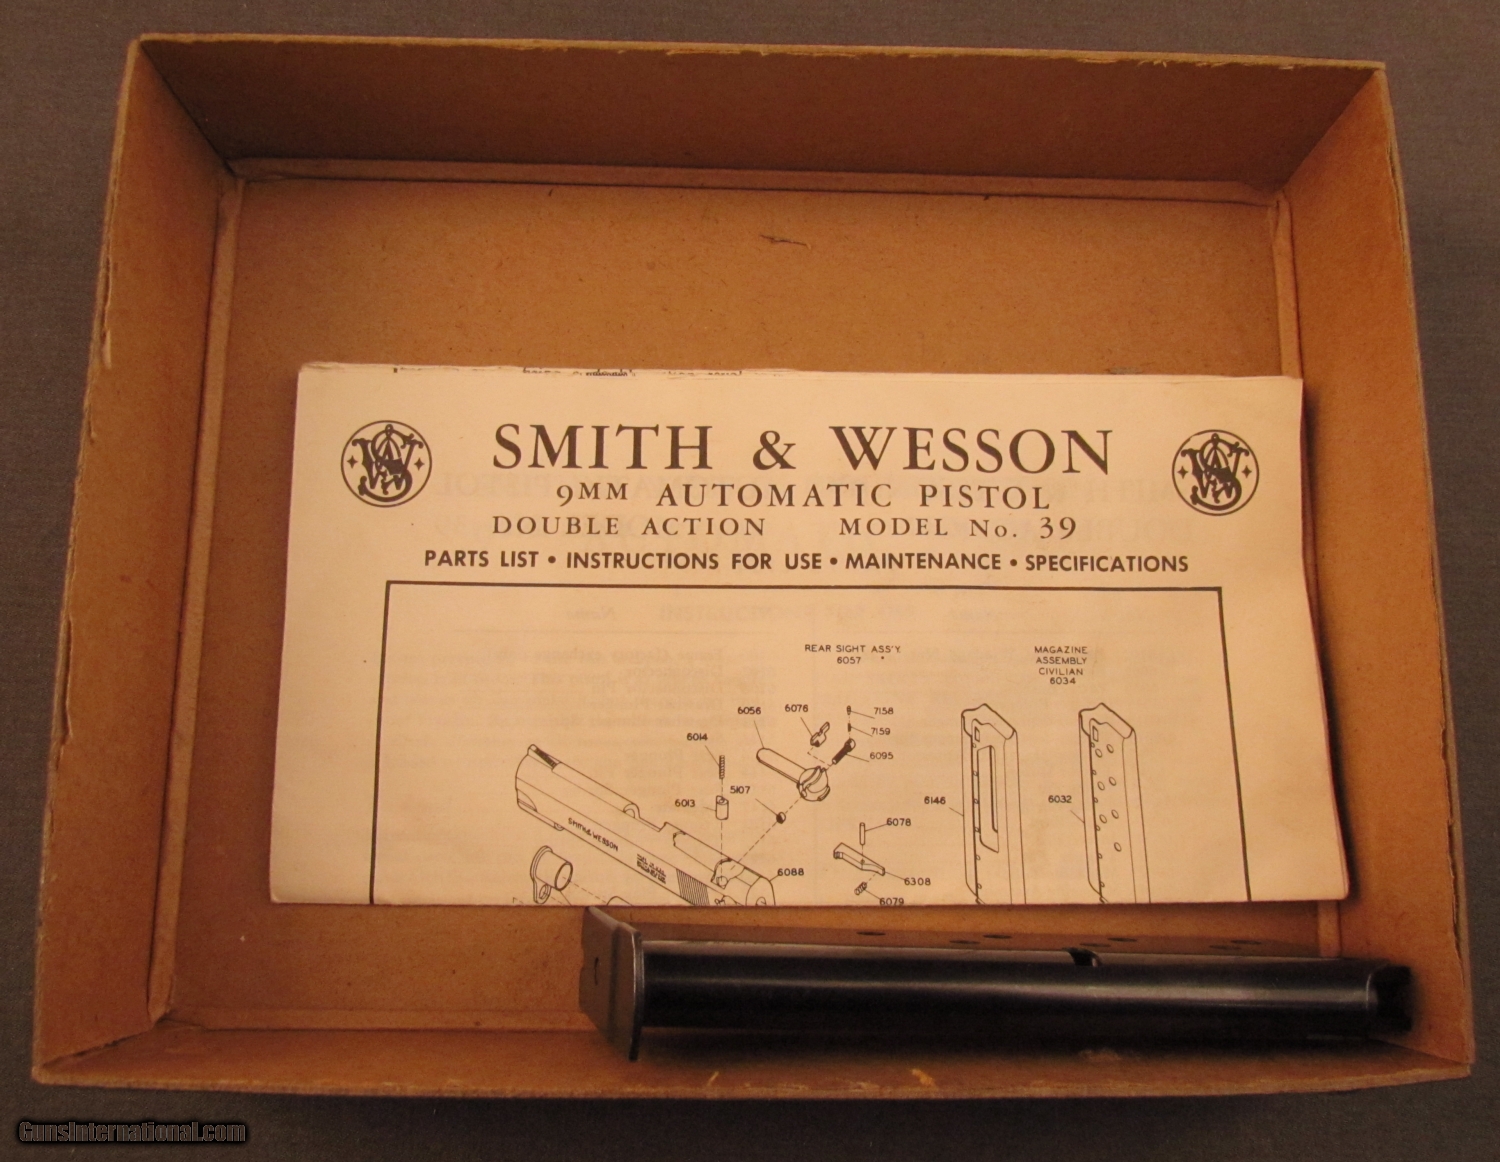 SMITH & WESSON
9MM AUTOMATIC PISTOL
DOUBLE ACTION MODEL No. 39
PARTS LIST • INSTRUCTIONS FOR USE • MAINTENANCE • SPECIFICATIONS
REAR SIGHT ASS'Y.
6057
MAGAZINE
ASSEMBLY
CIVILIAN
6034
6056
6076
7158
7159
6095
6014
5107
6013
6146
6032
6078
SMITH & WESSON
6088
6308
6079
GunsInternational.com